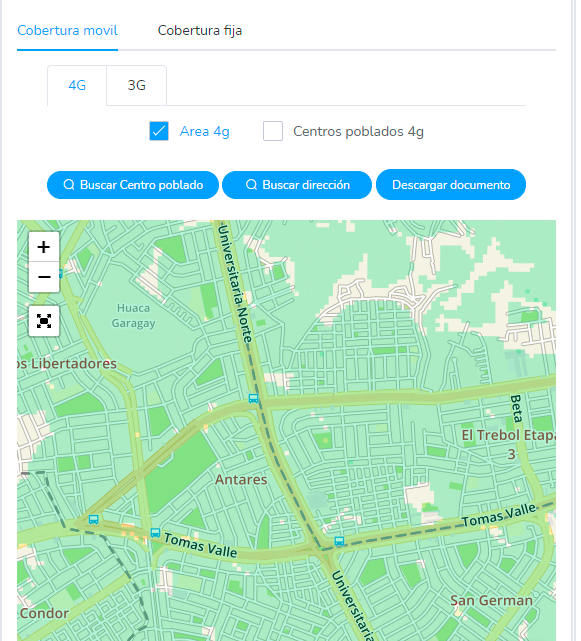 Cobertura movil
Cobertura fija
4G
3G
Area 4g
Centros poblados 4g
Buscar Centro poblado
Buscar dirección
Descargar documento
+
−
Universitaria Norte
Huaca
Garagay
os Libertadores
Beta
El Trebol Etapa
3
Antares
Tomas Valle
Tomas Valle
Universitaria
San German
Condor